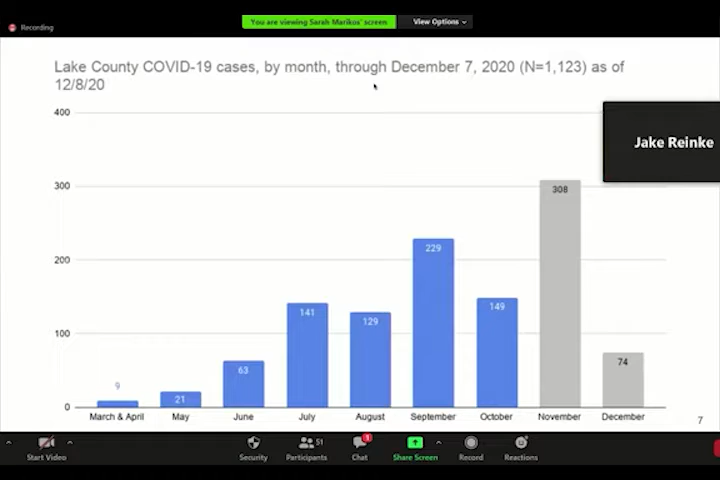 Recording
You are viewing Sarah Marikos' screen
View Options
Lake County COVID-19 cases, by month, through December 7, 2020 (N=1,123) as of
12/8/20
Jake Reinke
400
300
200
100
0
9
21
63
141
129
229
149
308
74
March & April
May
June
July
August
September
October
November
December
7
Start Video
Security
Participants
51
Chat
1
Share Screen
Record
Reactions